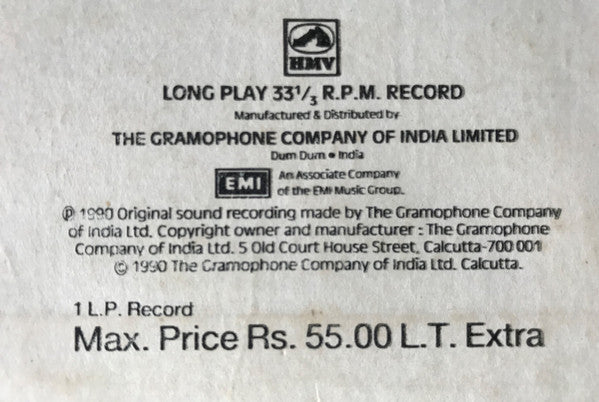 HMV
LONG PLAY 33⅓ R.P.M. RECORD
Manufactured & Distributed by
THE GRAMOPHONE COMPANY OF INDIA LIMITED
Dum Dum • India
EMI An Associate Company
of the EMI Music Group.
℗ 1990 Original sound recording made by The Gramophone Company
of India Ltd. Copyright owner and manufacturer : The Gramophone
Company of India Ltd. 5 Old Court House Street, Calcutta-700 001
© 1990 The Gramophone Company of India Ltd. Calcutta.
1 L.P. Record
Max. Price Rs. 55.00 L.T. Extra